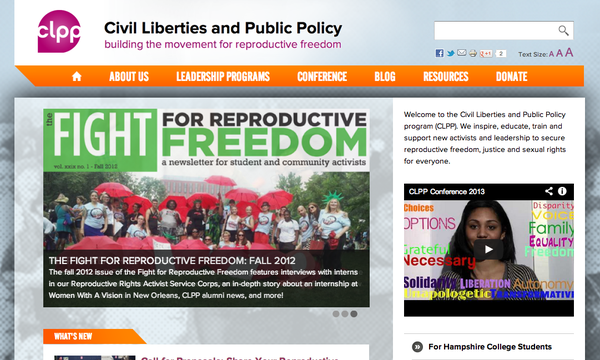 clpp
Civil Liberties and Public Policy
building the movement for reproductive freedom
+1 2
Text Size: A A A
ABOUT US LEADERSHIP PROGRAMS CONFERENCE BLOG RESOURCES DONATE
the FIGHT FOR REPRODUCTIVE
FREEDOM
vol. xxix no. 1 - Fall 2012 a newsletter for student and community activists
THE FIGHT FOR REPRODUCTIVE FREEDOM: FALL 2012
The fall 2012 issue of the Fight for Reproductive Freedom features interviews with interns
in our Reproductive Rights Activist Service Corps, an in-depth story about an internship at
Women With A Vision in New Orleans, CLPP alumni news, and more!
WHAT'S NEW
Call for Proposals: Share Your Reproductive
Welcome to the Civil Liberties and Public Policy
program (CLPP). We inspire, educate, train and
support new activists and leadership to secure
reproductive freedom, justice and sexual rights
for everyone.
CLPP Conference 2013
Choices Disparity
OPTIONS VOICE
Family
Grateful EQUALITY
Necessary FREEDOM
Solidarity LIBERATION Autonomy
Unapologetic TRANSFORMATIVE
For Hampshire College Students